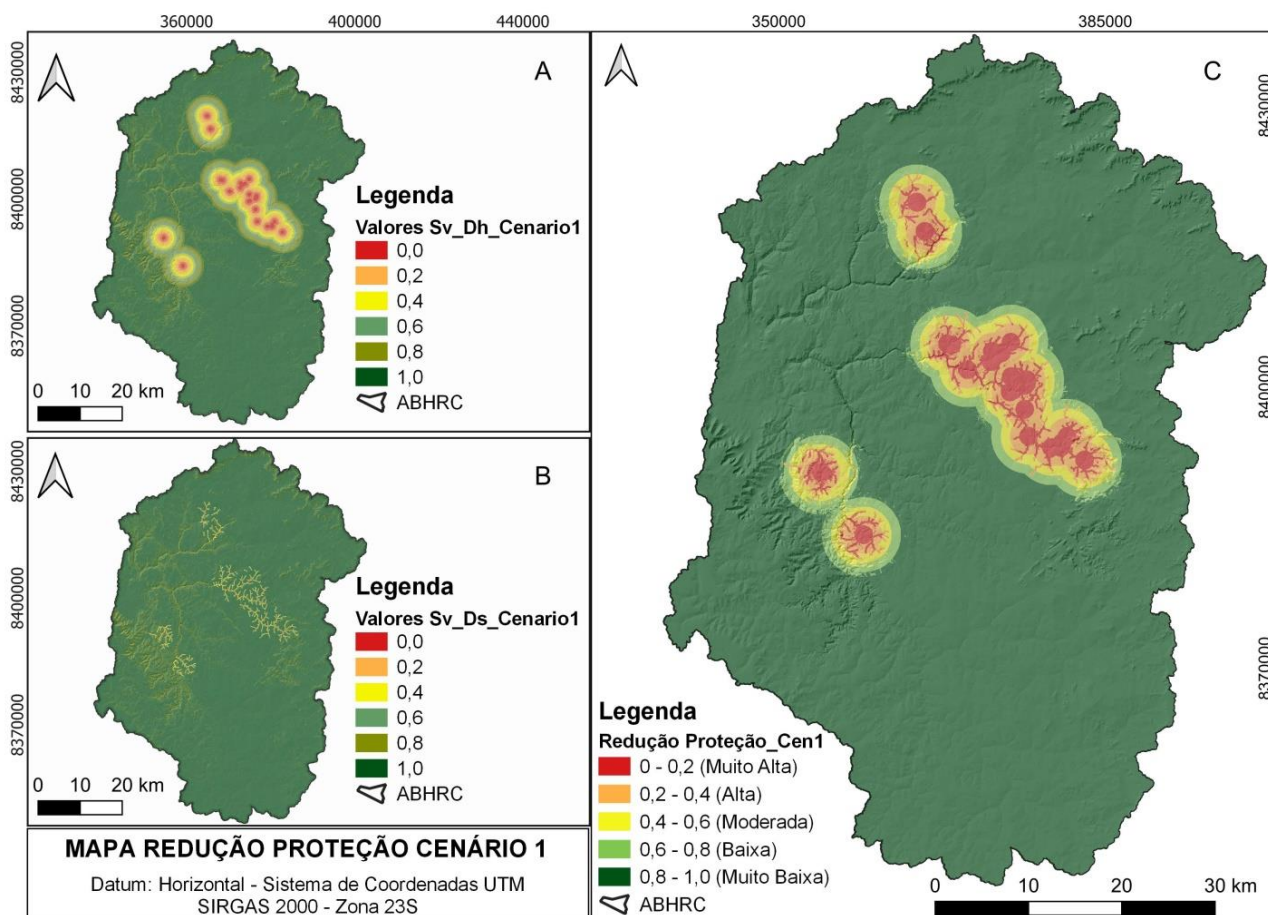 360000 400000 440000
8430000
8400000
8370000
A
Legenda
Valores Sv_Dh_Cenario1
0,0
0,2
0,4
0,6
0,8
1,0
ABHRC
0 10 20 km
8430000
8400000
8370000
B
Legenda
Valores Sv_Ds_Cenario1
0,0
0,2
0,4
0,6
0,8
1,0
ABHRC
0 10 20 km
MAPA REDUÇÃO PROTEÇÃO CENÁRIO 1
Datum: Horizontal - Sistema de Coordenadas UTM
SIRGAS 2000 - Zona 23S
350000 385000
C
8430000
8400000
8370000
Legenda
Redução Proteção_Cen1
0 - 0,2 (Muito Alta)
0,2 - 0,4 (Alta)
0,4 - 0,6 (Moderada)
0,6 - 0,8 (Baixa)
0,8 - 1,0 (Muito Baixa)
ABHRC
0 10 20 30 km